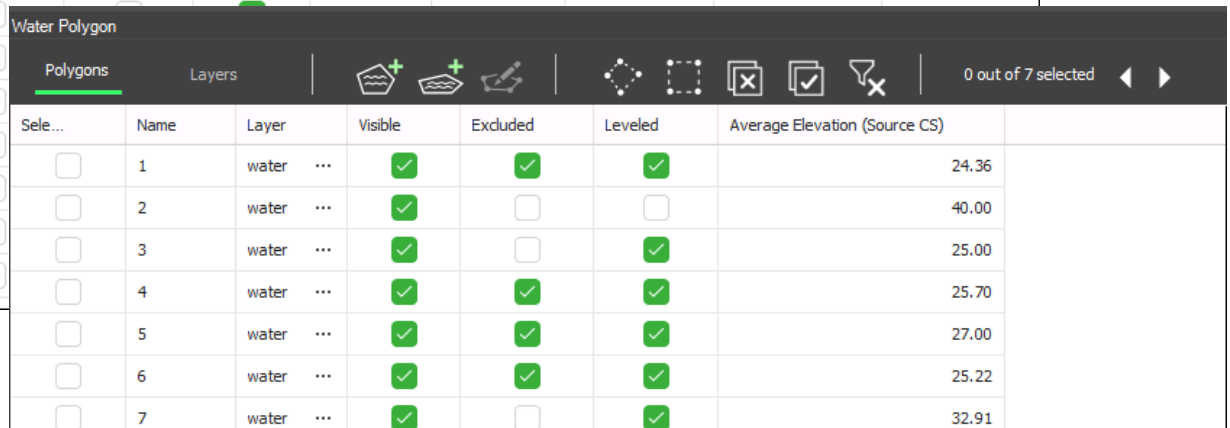 Water Polygon
Polygons Layers 0 out of 7 selected
Sele... Name Layer Visible Excluded Leveled Average Elevation (Source CS)
1 water ... 24.36
2 water ... 40.00
3 water ... 25.00
4 water ... 25.70
5 water ... 27.00
6 water ... 25.22
7 water ... 32.91